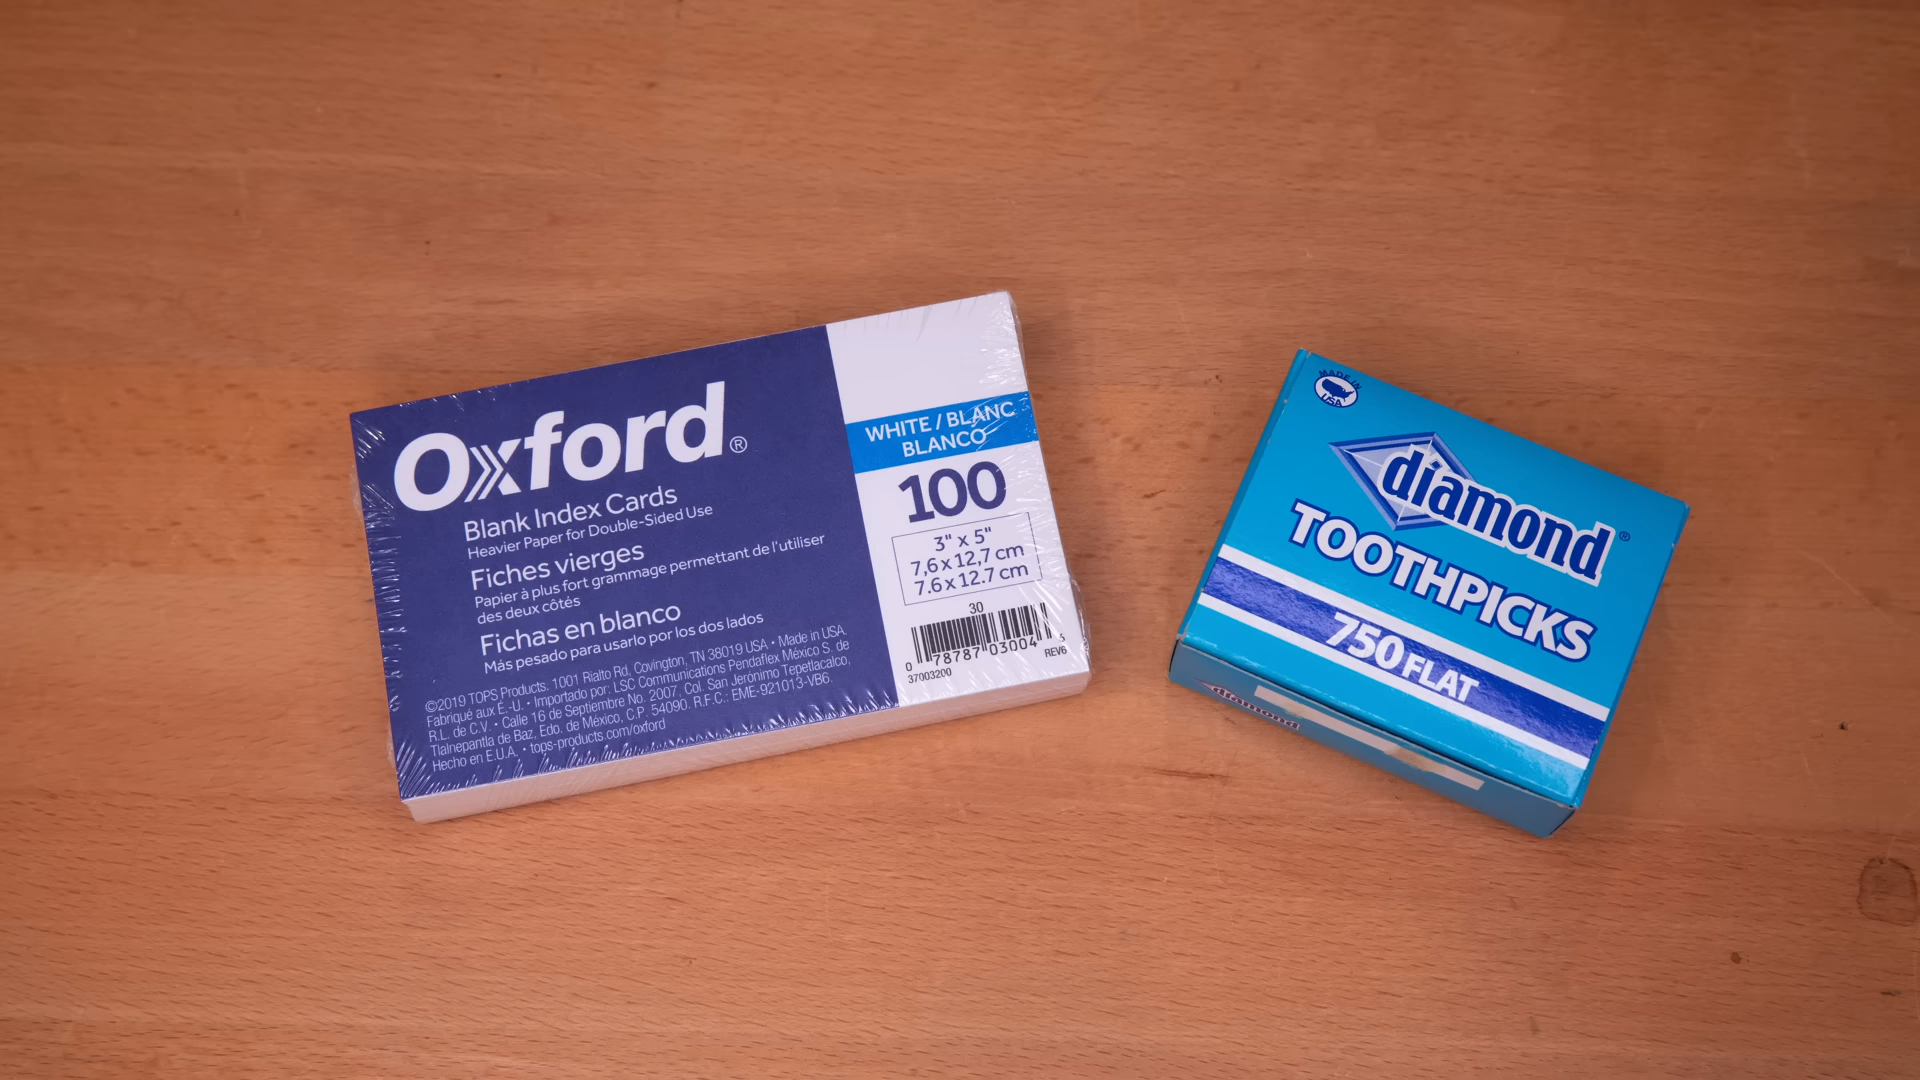 Oxford®
Blank Index Cards
Heavier Paper for Double-Sided Use
Fiches vierges
Papier à plus fort grammage permettant de l'utiliser
des deux côtés
Fichas en blanco
Más pesado para usarlo por los dos lados
©2019 TOPS Products, 1001 Rialto Rd, Covington, TN 38019 USA • Made in USA.
Fabriqué aux É.-U. • Importado por: LSC Communications Pendaflex México S. de
R.L. de C.V. • Calle 16 de Septiembre No. 2007, Col. San Jerónimo Tepetlacalco,
Tlalnepantla de Baz, Edo. de México, C.P. 54090. R.F.C.: EME-921013-VB6.
Hecho en E.U.A. • tops-products.com/oxford
WHITE / BLANC
BLANCO
100
3" x 5"
7,6 x 12,7 cm
7.6 x 12.7 cm
30
0 78787 03004 6
37003200 REV6
MADE IN
USA
diamond®
TOOTHPICKS
750 FLAT
diamond